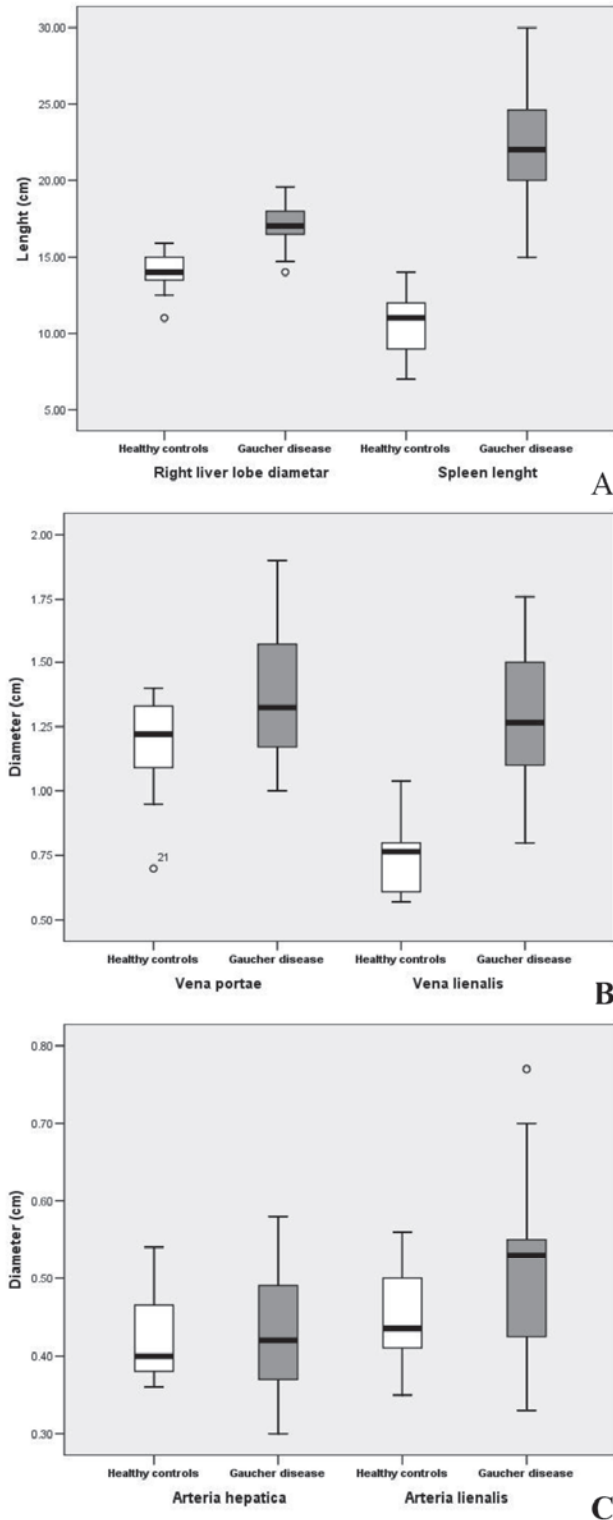 30.00
25.00
20.00
15.00
10.00
5.00
Lenght (cm)
Healthy controls Gaucher disease Healthy controls Gaucher disease
Right liver lobe diametar Spleen lenght
A
2.00
1.75
1.50
1.25
1.00
0.75
0.50
Diameter (cm)
21
Healthy controls Gaucher disease Healthy controls Gaucher disease
Vena portae Vena lienalis
B
0.80
0.70
0.60
0.50
0.40
0.30
Diameter (cm)
Healthy controls Gaucher disease Healthy controls Gaucher disease
Arteria hepatica Arteria lienalis
C